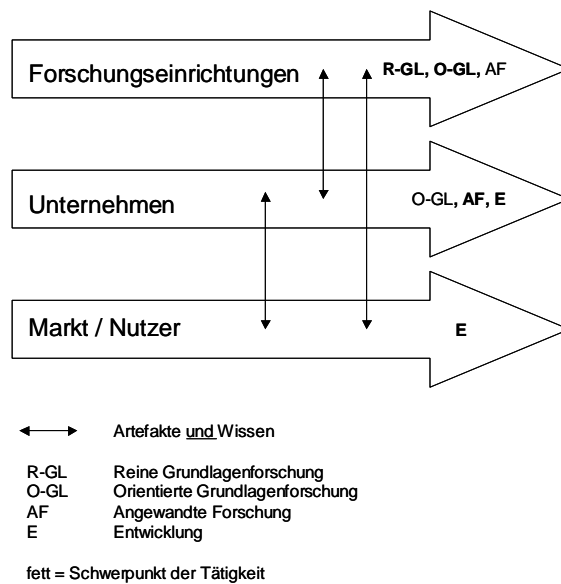 Forschungseinrichtungen R-GL, O-GL, AF
Unternehmen O-GL, AF, E
Markt / Nutzer E
Artefakte und Wissen
R-GL Reine Grundlagenforschung
O-GL Orientierte Grundlagenforschung
AF Angewandte Forschung
E Entwicklung
fett = Schwerpunkt der Tätigkeit